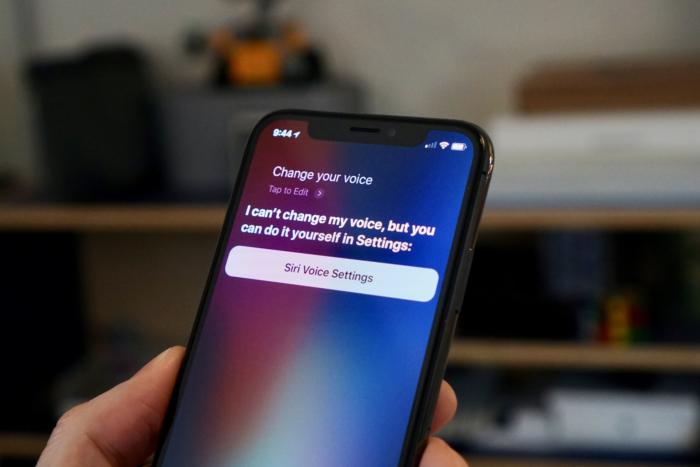 9:44
Change your voice
Tap to Edit
I can't change my voice, but you
can do it yourself in Settings:
Siri Voice Settings